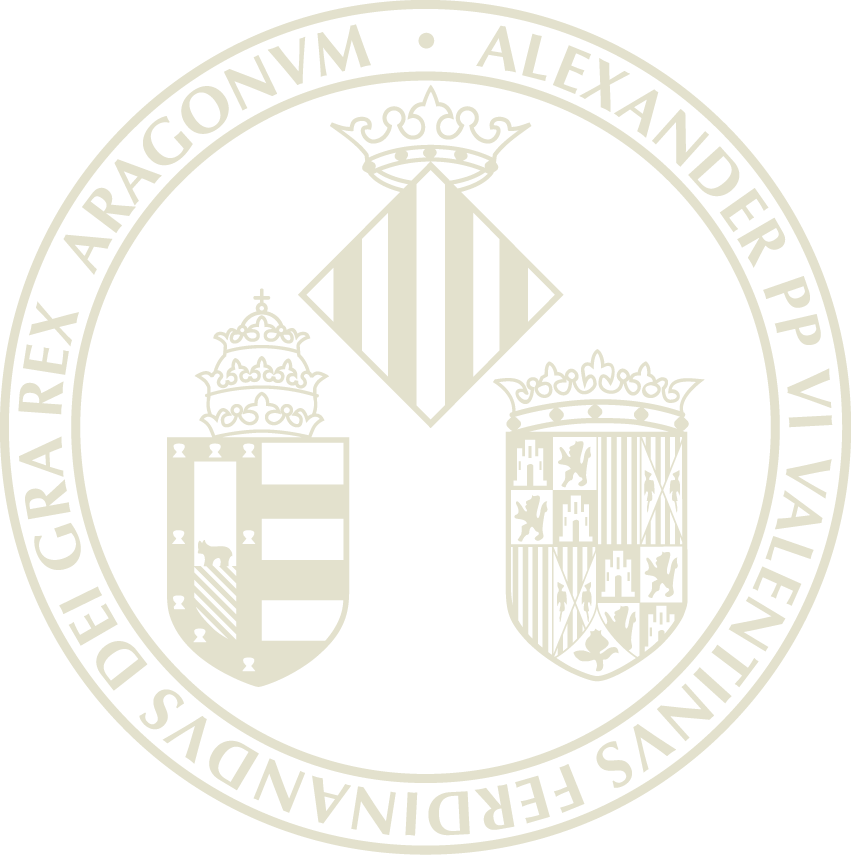 ALEXANDER PP VI VALENTINVS FERDINANDVS DEI GRA REX ARAGONVM •